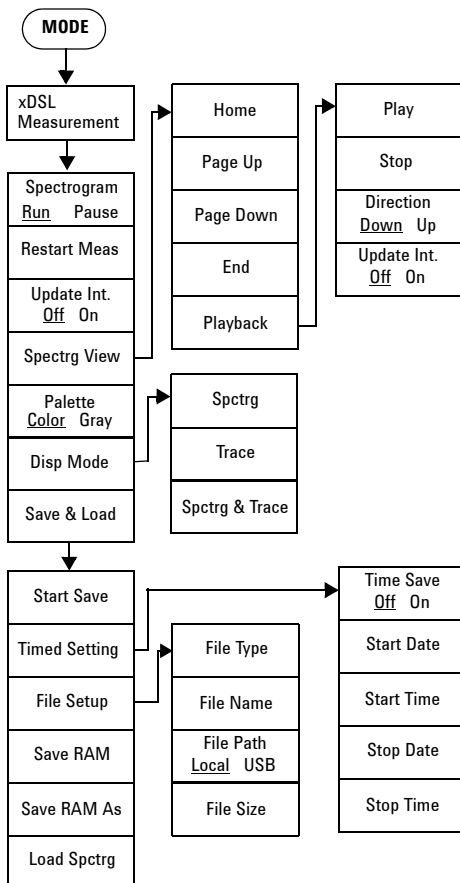 MODE
xDSL
Measurement
Spectrogram
Run Pause
Restart Meas
Update Int.
Off On
Spectrg View
Palette
Color Gray
Disp Mode
Save & Load
Home
Page Up
Page Down
End
Playback
Play
Stop
Direction
Down Up
Update Int.
Off On
Spctrg
Trace
Spctrg & Trace
Start Save
Timed Setting
File Setup
Save RAM
Save RAM As
Load Spctrg
File Type
File Name
File Path
Local USB
File Size
Time Save
Off On
Start Date
Start Time
Stop Date
Stop Time